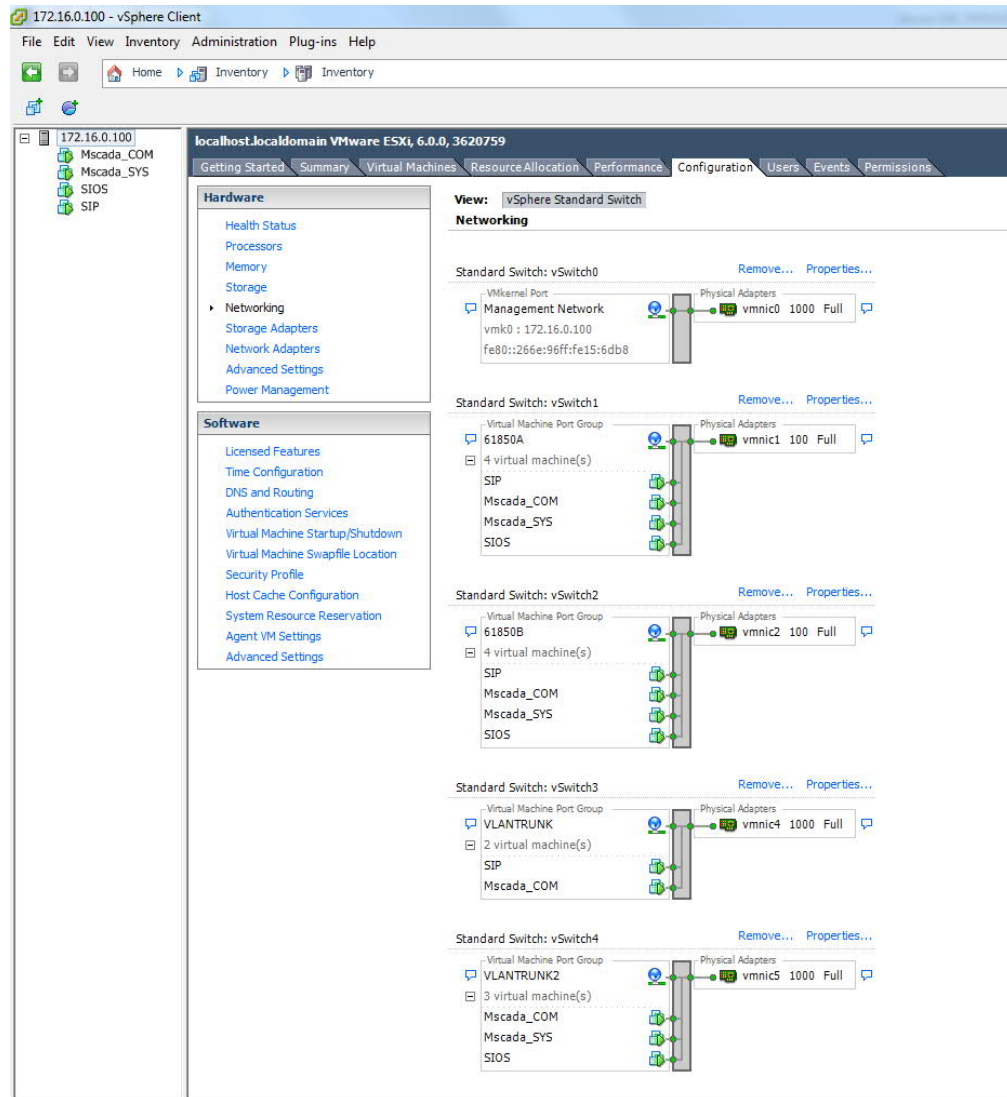 172.16.0.100 - vSphere Client
File Edit View Inventory Administration Plug-ins Help
Home Inventory Inventory
172.16.0.100
Mscada_COM
Mscada_SYS
SIOS
SIP
localhost.localdomain VMware ESXi, 6.0.0, 3620759
Getting Started Summary Virtual Machines Resource Allocation Performance Configuration Users Events Permissions
Hardware
Health Status
Processors
Memory
Storage
Networking
Storage Adapters
Network Adapters
Advanced Settings
Power Management
Software
Licensed Features
Time Configuration
DNS and Routing
Authentication Services
Virtual Machine Startup/Shutdown
Virtual Machine Swapfile Location
Security Profile
Host Cache Configuration
System Resource Reservation
Agent VM Settings
Advanced Settings
View: vSphere Standard Switch
Networking
Standard Switch: vSwitch0 Remove... Properties...
VMkernel Port Physical Adapters
Management Network vmnic0 1000 Full
vmk0 : 172.16.0.100
fe80::266e:96ff:fe15:6db8
Standard Switch: vSwitch1 Remove... Properties...
Virtual Machine Port Group Physical Adapters
61850A vmnic1 100 Full
4 virtual machine(s)
SIP
Mscada_COM
Mscada_SYS
SIOS
Standard Switch: vSwitch2 Remove... Properties...
Virtual Machine Port Group Physical Adapters
61850B vmnic2 100 Full
4 virtual machine(s)
SIP
Mscada_COM
Mscada_SYS
SIOS
Standard Switch: vSwitch3 Remove... Properties...
Virtual Machine Port Group Physical Adapters
VLANTRUNK vmnic4 1000 Full
2 virtual machine(s)
SIP
Mscada_COM
Standard Switch: vSwitch4 Remove... Properties...
Virtual Machine Port Group Physical Adapters
VLANTRUNK2 vmnic5 1000 Full
3 virtual machine(s)
Mscada_COM
Mscada_SYS
SIOS